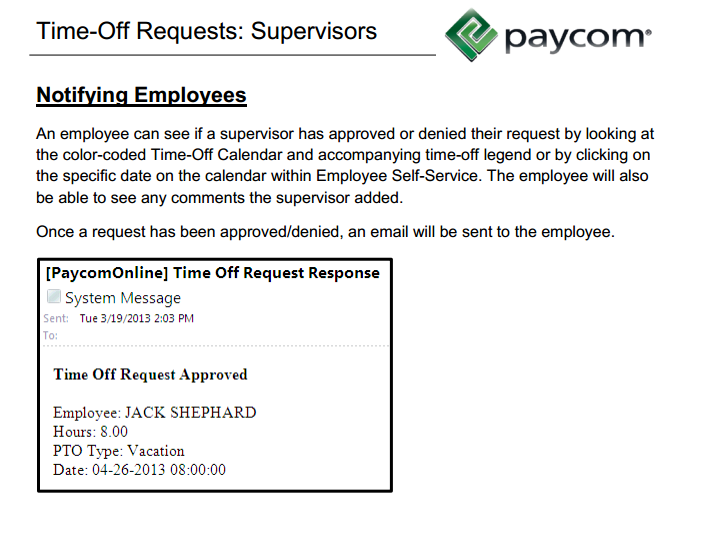 Time-Off Requests: Supervisors
paycom
Notifying Employees
An employee can see if a supervisor has approved or denied their request by looking at
the color-coded Time-Off Calendar and accompanying time-off legend or by clicking on
the specific date on the calendar within Employee Self-Service. The employee will also
be able to see any comments the supervisor added.
Once a request has been approved/denied, an email will be sent to the employee.
[PaycomOnline] Time Off Request Response
System Message
Sent: Tue 3/19/2013 2:03 PM
To:
Time Off Request Approved
Employee: JACK SHEPHARD
Hours: 8.00
PTO Type: Vacation
Date: 04-26-2013 08:00:00